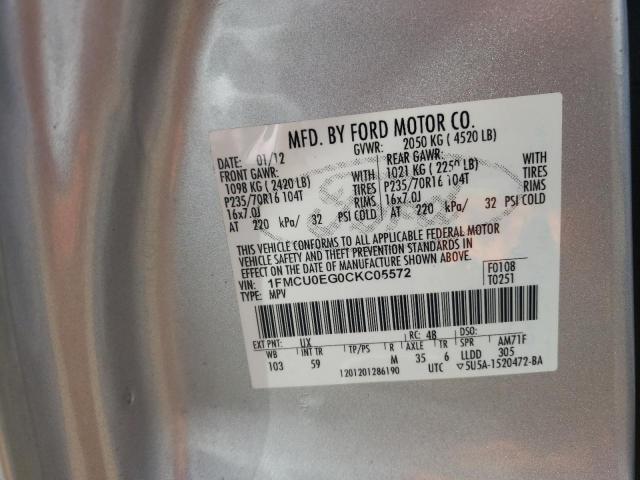 MFD. BY FORD MOTOR CO.
DATE: 01/12 GVWR: 2050 KG ( 4520 LB)
FRONT GAWR: REAR GAWR: WITH
1098 KG ( 2420 LB) WITH 1021 KG ( 2250 LB) TIRES
P235/70R16 104T TIRES P235/70R16 104T RIMS
16x7.0J RIMS 16x7.0J
AT 220 kPa/ 32 PSI COLD AT 220 kPa/ 32 PSI COLD
THIS VEHICLE CONFORMS TO ALL APPLICABLE FEDERAL MOTOR
VEHICLE SAFETY AND THEFT PREVENTION STANDARDS IN
EFFECT ON THE DATE OF MANUFACTURE SHOWN ABOVE.
VIN: 1FMCU0EG0CKC05572 F0108
TYPE: MPV T0251
EXT PNT: UX RC: 48 DSO:
WB INT TR TP/PS R AXLE TR SPR AM71F
103 59 M 35 6 LLDD 305
1201201286190 UTC ▽5U5A-1520472-BA
Ford